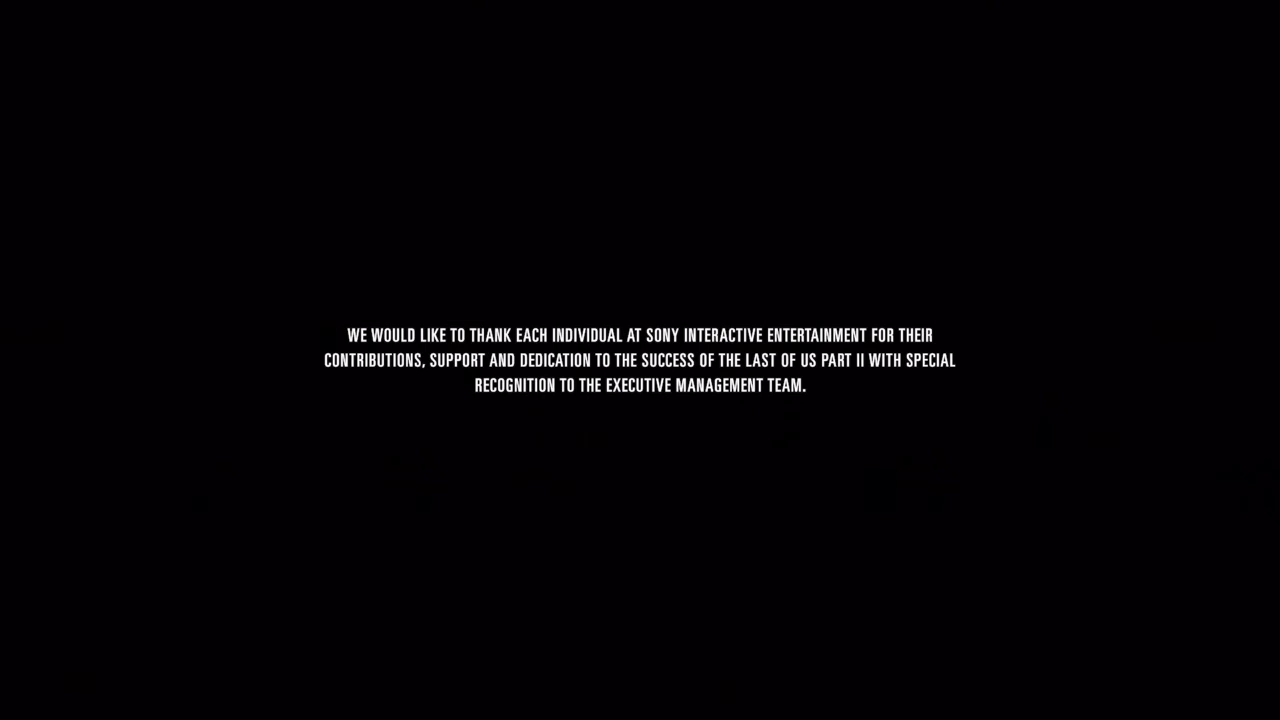 WE WOULD LIKE TO THANK EACH INDIVIDUAL AT SONY INTERACTIVE ENTERTAINMENT FOR THEIR
CONTRIBUTIONS, SUPPORT AND DEDICATION TO THE SUCCESS OF THE LAST OF US PART II WITH SPECIAL
RECOGNITION TO THE EXECUTIVE MANAGEMENT TEAM.